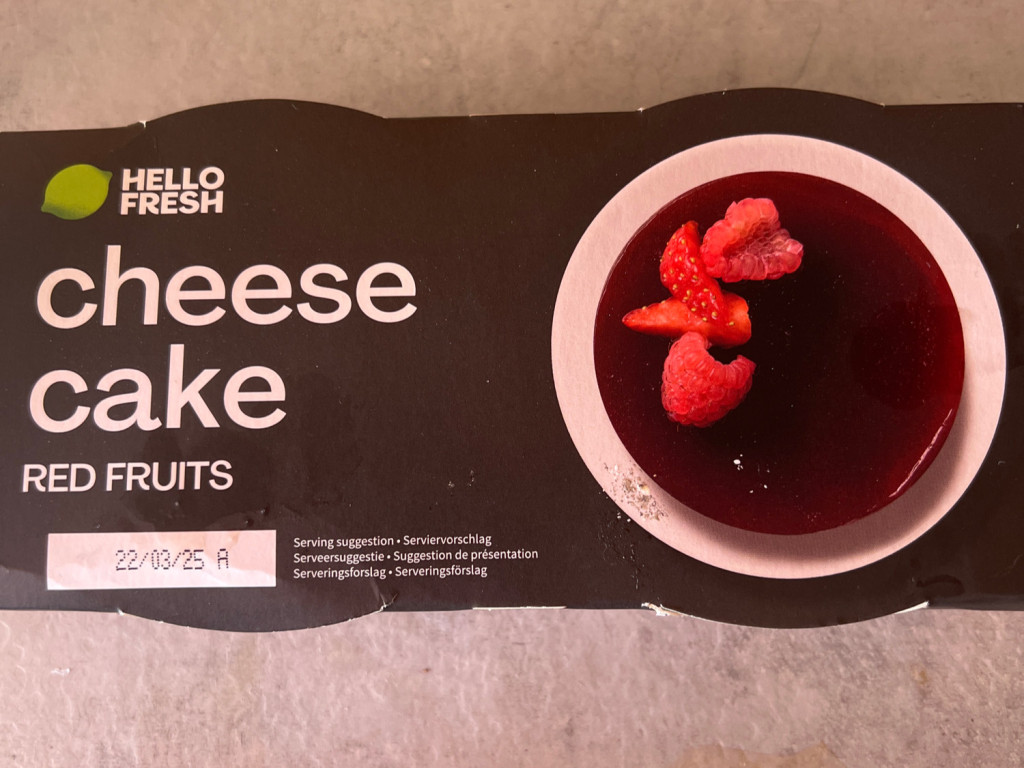 HELLO
FRESH
cheese
cake
RED FRUITS
22/03/25 A
Serving suggestion • Serviervorschlag
Serveersuggestie • Suggestion de présentation
Serveringsforslag • Serveringsförslag